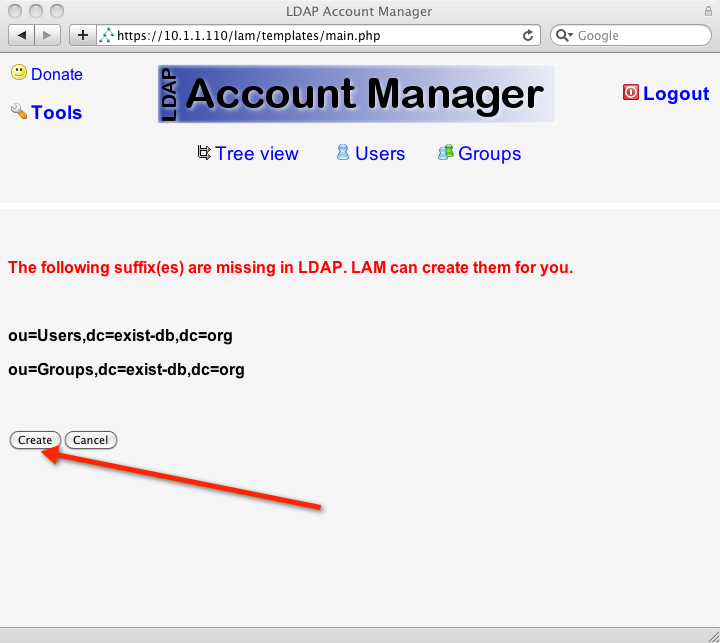 LDAP Account Manager
https://10.1.1.110/lam/templates/main.php
Google
Donate
Tools
LDAP Account Manager
Logout
Tree view Users Groups
The following suffix(es) are missing in LDAP. LAM can create them for you.
ou=Users,dc=exist-db,dc=org
ou=Groups,dc=exist-db,dc=org
Create Cancel